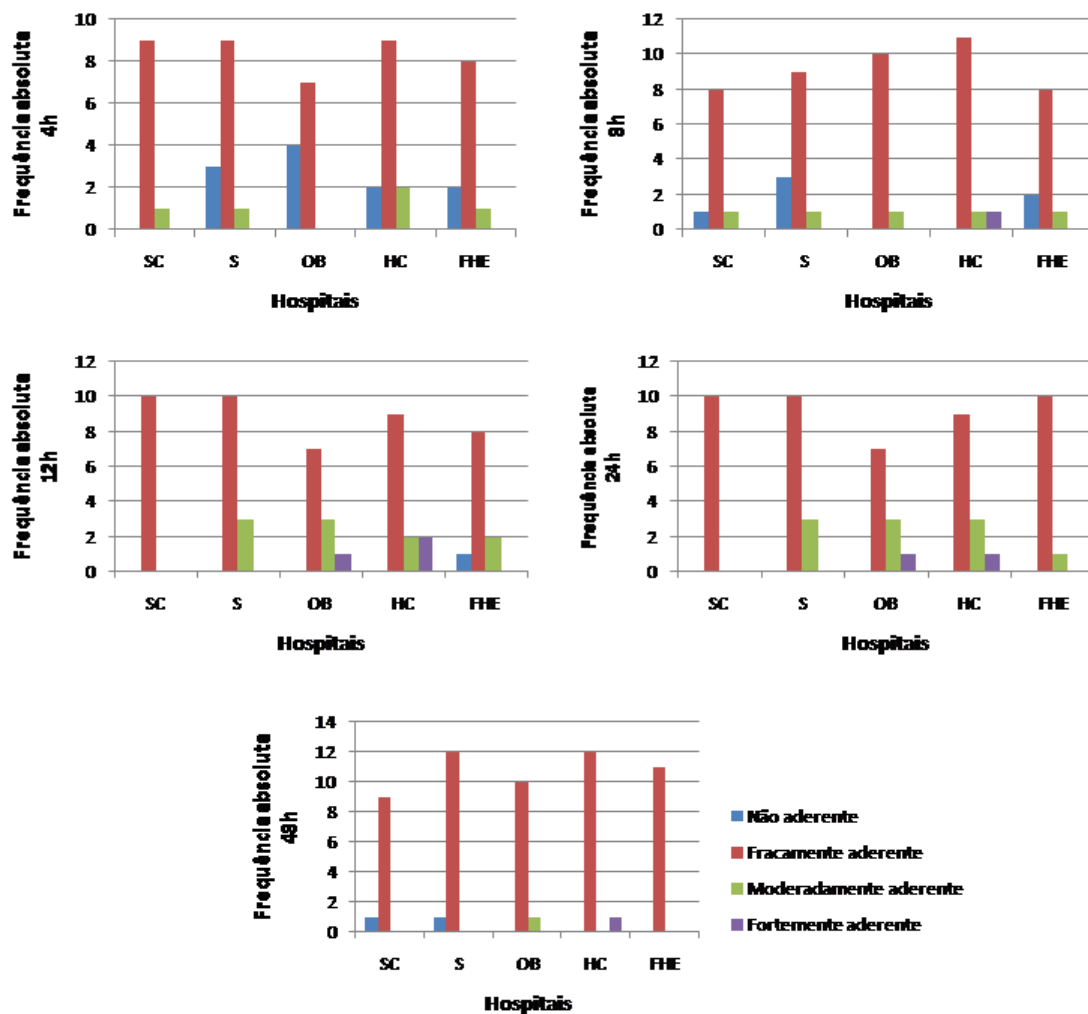 Frequência absoluta
4h
10
8
6
4
2
0
SC S OB HC FHE
Hospitais
Frequência absoluta
8h
12
10
8
6
4
2
0
SC S OB HC FHE
Hospitais
Frequência absoluta
12h
12
10
8
6
4
2
0
SC S OB HC FHE
Hospitais
Frequência absoluta
24h
12
10
8
6
4
2
0
SC S OB HC FHE
Hospitais
Frequência absoluta
48h
14
12
10
8
6
4
2
0
SC S OB HC FHE
Hospitais
Não aderente
Fracamente aderente
Moderadamente aderente
Fortemente aderente